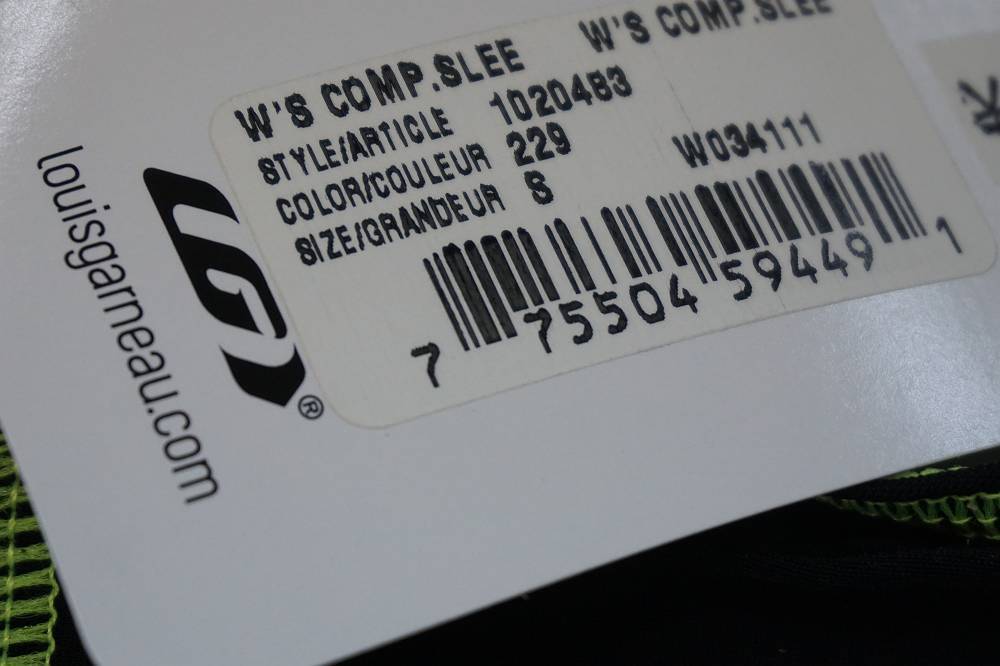 W'S COMP.SLEE W'S COMP.SLEE
STYLE/ARTICLE 1020483
COLOR/COULEUR 229
SIZE/GRANDEUR S W034111
7 75504 59449 1
LG®
louisgarneau.com